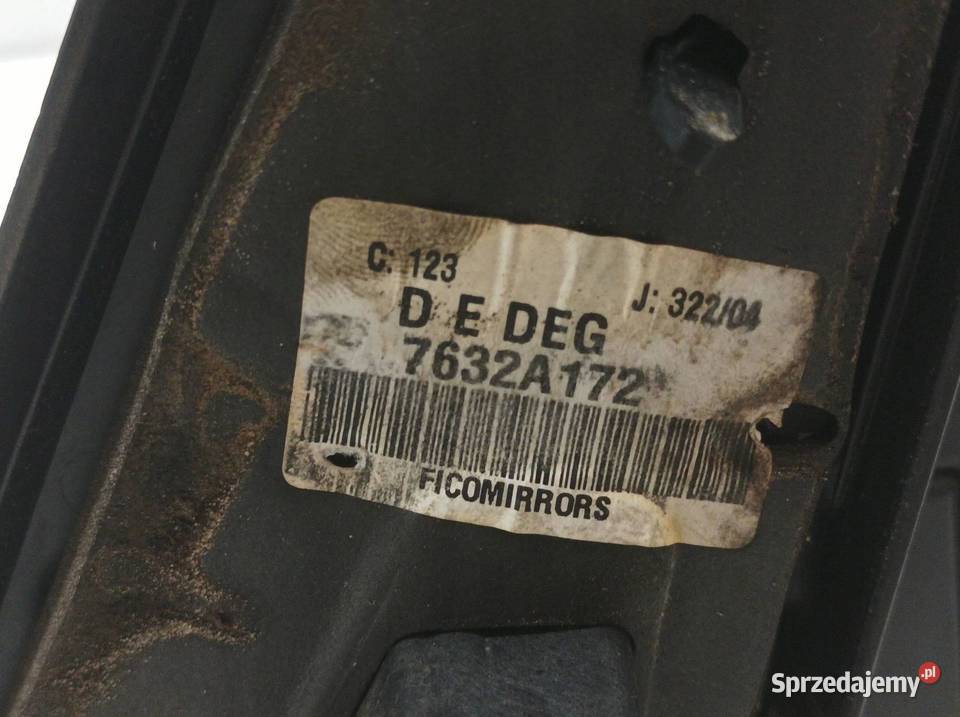 C: 123
J: 322/04
D E DEG
7632A172
FICOMIRRORS
Sprzedajemy.pl